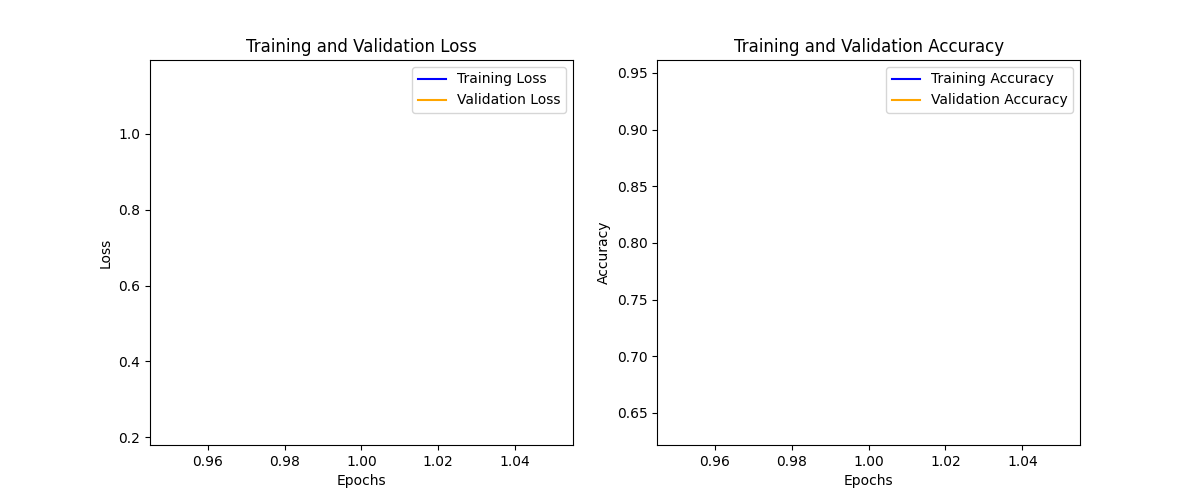 Training and Validation Loss
Training Loss
Validation Loss
1.0
0.8
0.6
0.4
0.2
Loss
0.96 0.98 1.00 1.02 1.04
Epochs
Training and Validation Accuracy
Training Accuracy
Validation Accuracy
0.95
0.90
0.85
0.80
0.75
0.70
0.65
Accuracy
0.96 0.98 1.00 1.02 1.04
Epochs